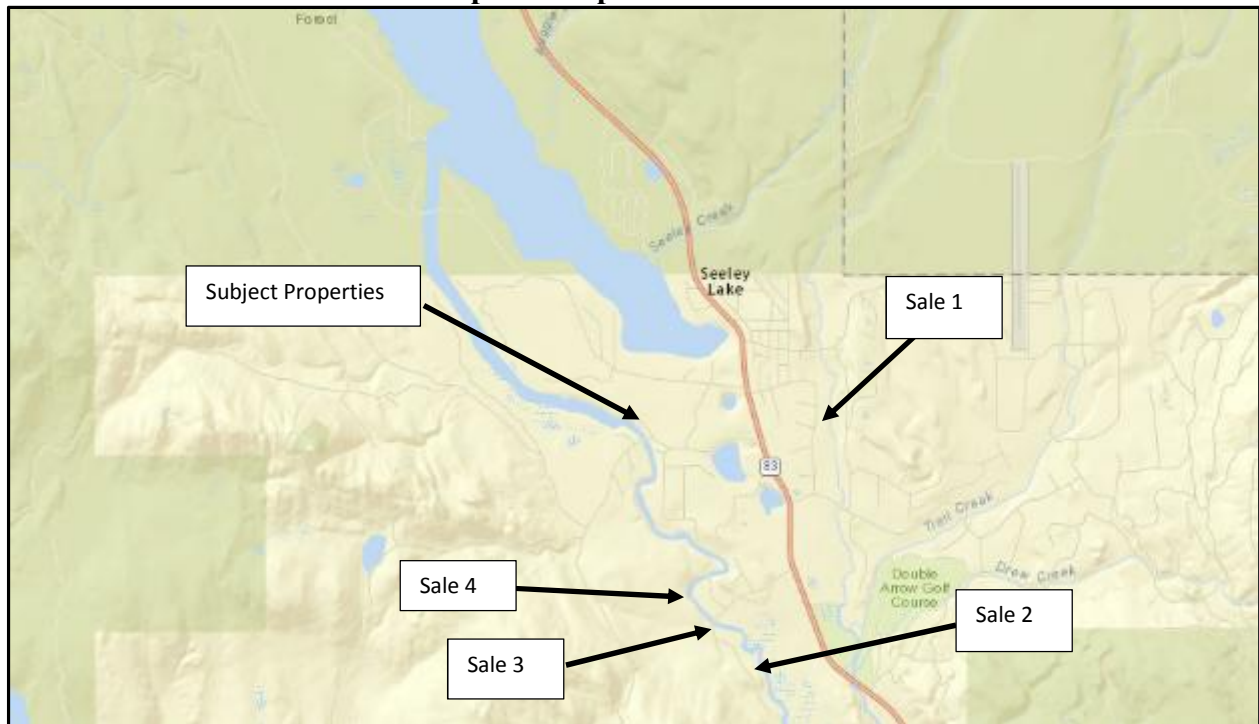 Forest
Seeley Creek
Seeley
Lake
Subject Properties
Sale 1
83
Trail Creek
Drew Creek
Double
Arrow Golf
Course
Sale 4
Sale 2
Sale 3